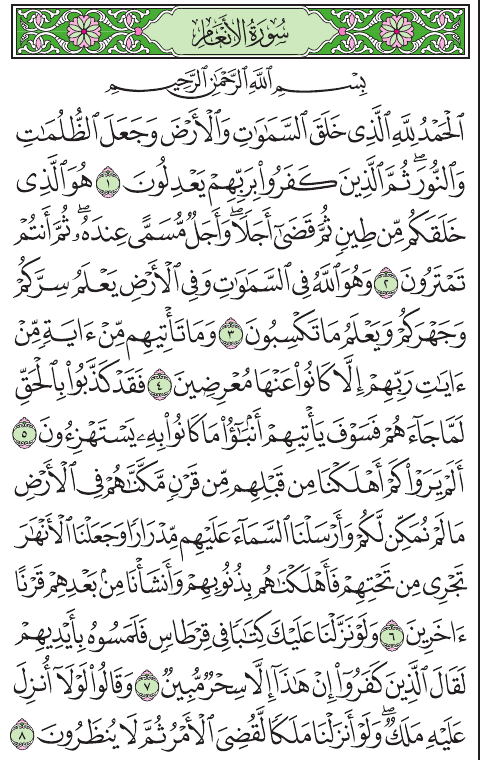 سُورَةُ الأَنْعَامِ
بِسْمِ ٱللَّهِ ٱلرَّحْمَٰنِ ٱلرَّحِيمِ
ٱلْحَمْدُ لِلَّهِ ٱلَّذِى خَلَقَ ٱلسَّمَٰوَٰتِ وَٱلْأَرْضَ وَجَعَلَ ٱلظُّلُمَٰتِ
وَٱلنُّورَ ۖ ثُمَّ ٱلَّذِينَ كَفَرُوا۟ بِرَبِّهِمْ يَعْدِلُونَ ١ هُوَ ٱلَّذِى
خَلَقَكُم مِّن طِينٍ ثُمَّ قَضَىٰٓ أَجَلًا ۖ وَأَجَلٌ مُّسَمًّى عِندَهُۥ ۖ ثُمَّ أَنتُمْ
تَمْتَرُونَ ٢ وَهُوَ ٱللَّهُ فِى ٱلسَّمَٰوَٰتِ وَفِى ٱلْأَرْضِ يَعْلَمُ سِرَّكُمْ
وَجَهْرَكُمْ وَيَعْلَمُ مَا تَكْسِبُونَ ٣ وَمَا تَأْتِيهِم مِّنْ ءَايَةٍ مِّنْ
ءَايَٰتِ رَبِّهِمْ إِلَّا كَانُوا۟ عَنْهَا مُعْرِضِينَ ٤ فَقَدْ كَذَّبُوا۟ بِٱلْحَقِّ
لَمَّا جَآءَهُمْ فَسَوْفَ يَأْتِيهِمْ أَنۢبَٰٓؤُا۟ مَا كَانُوا۟ بِهِۦ يَسْتَهْزِءُونَ ٥
أَلَمْ يَرَوْا۟ كَمْ أَهْلَكْنَا مِن قَبْلِهِم مِّن قَرْنٍ مَّكَّنَّٰهُمْ فِى ٱلْأَرْضِ
مَا لَمْ نُمَكِّن لَّكُمْ وَأَرْسَلْنَا ٱلسَّمَآءَ عَلَيْهِم مِّدْرَارًا وَجَعَلْنَا ٱلْأَنْهَٰرَ
تَجْرِى مِن تَحْتِهِمْ فَأَهْلَكْنَٰهُم بِذُنُوبِهِمْ وَأَنشَأْنَا مِنۢ بَعْدِهِمْ قَرْنًا
ءَاخَرِينَ ٦ وَلَوْ نَزَّلْنَا عَلَيْكَ كِتَٰبًا فِى قِرْطَاسٍ فَلَمَسُوهُ بِأَيْدِيهِمْ
لَقَالَ ٱلَّذِينَ كَفَرُوٓا۟ إِنْ هَٰذَآ إِلَّا سِحْرٌ مُّبِينٌ ٧ وَقَالُوا۟ لَوْلَآ أُنزِلَ
عَلَيْهِ مَلَكٌ ۖ وَلَوْ أَنزَلْنَا مَلَكًا لَّقُضِىَ ٱلْأَمْرُ ثُمَّ لَا يُنظَرُونَ ٨